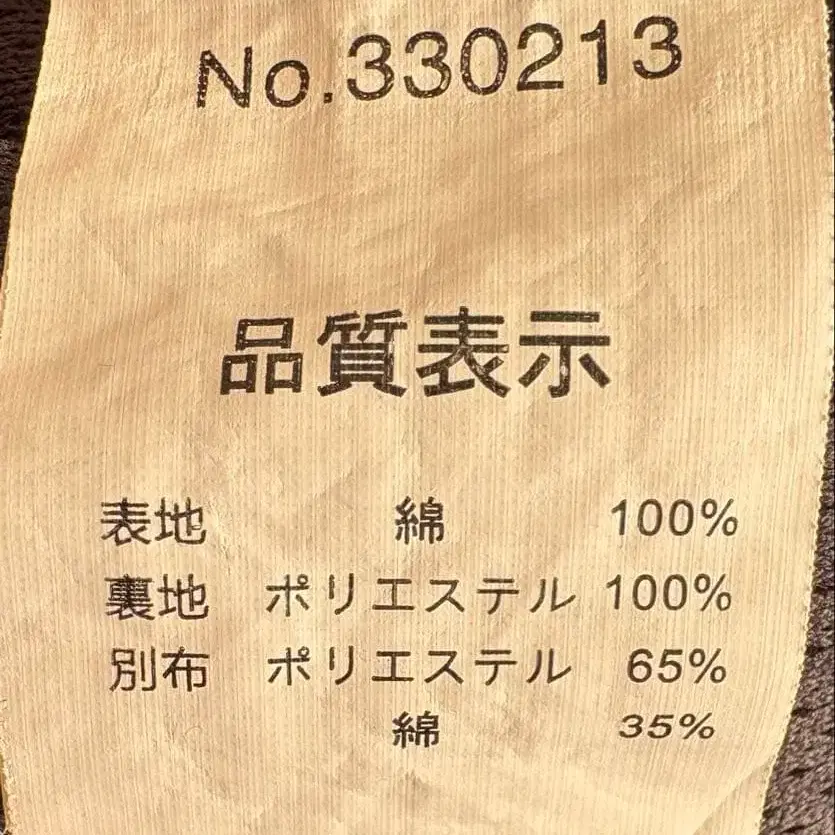 No.330213
品質表示
表地 綿 100%
裏地 ポリエステル 100%
別布 ポリエステル 65%
綿 35%